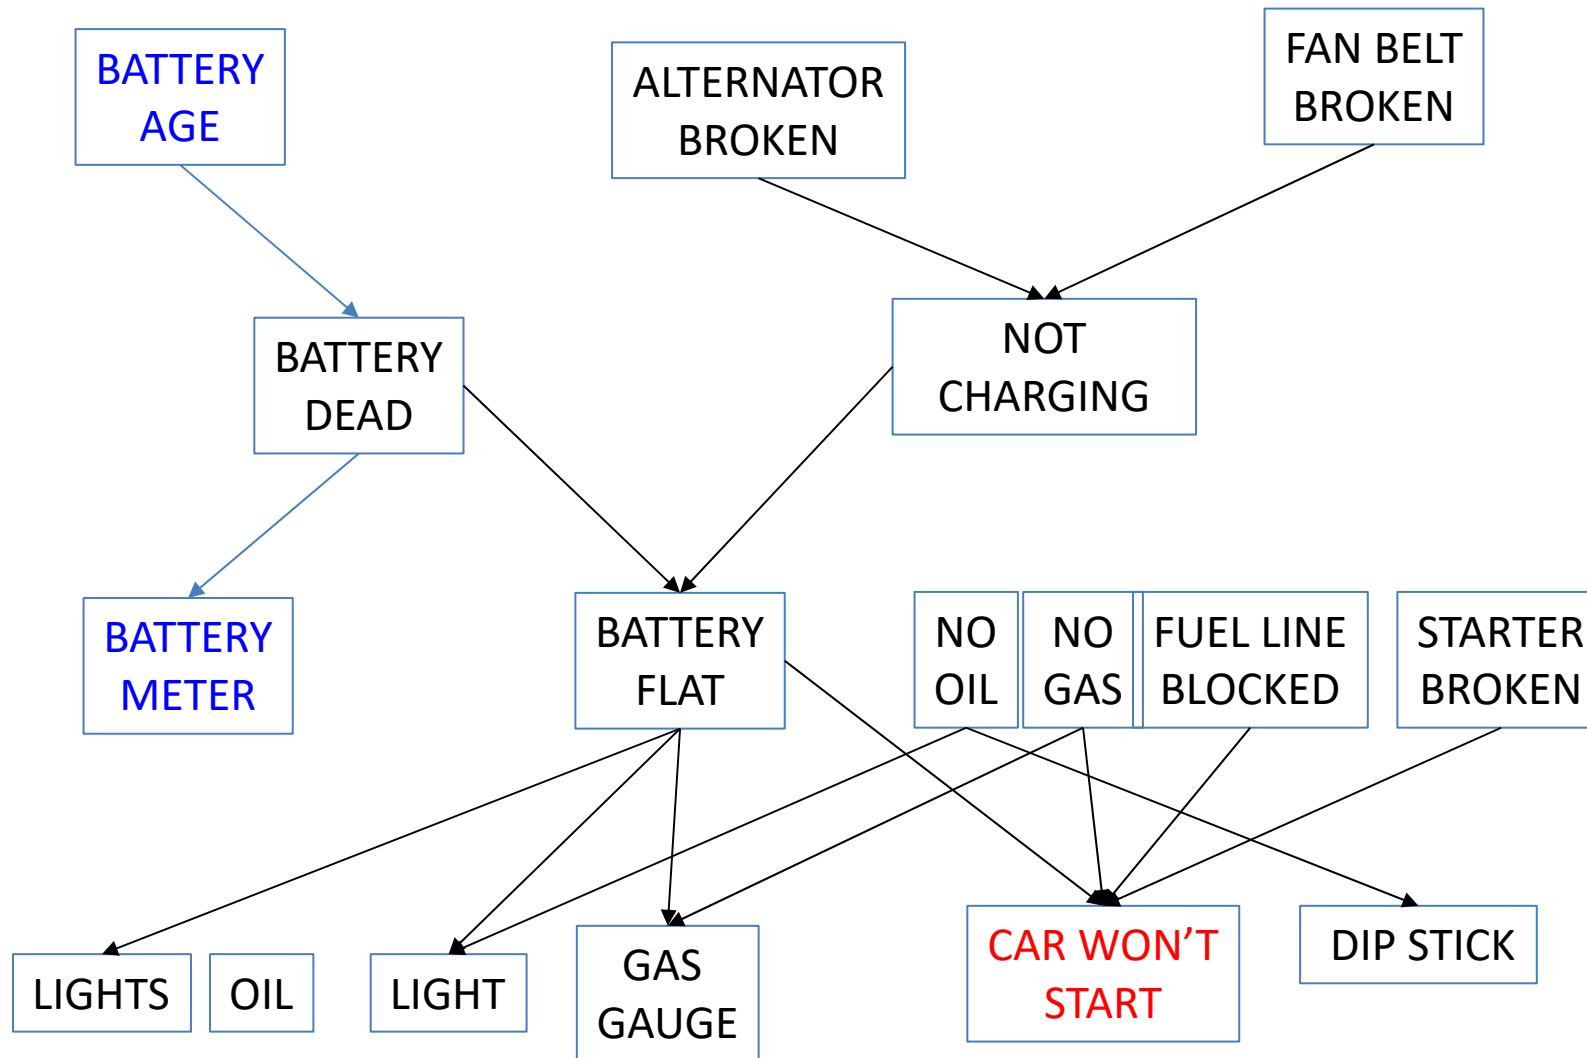 BATTERY
AGE
ALTERNATOR
BROKEN
FAN BELT
BROKEN
BATTERY
DEAD
NOT
CHARGING
BATTERY
METER
BATTERY
FLAT
NO
OIL
NO
GAS
FUEL LINE
BLOCKED
STARTER
BROKEN
LIGHTS
OIL
LIGHT
GAS
GAUGE
CAR WON’T
START
DIP STICK